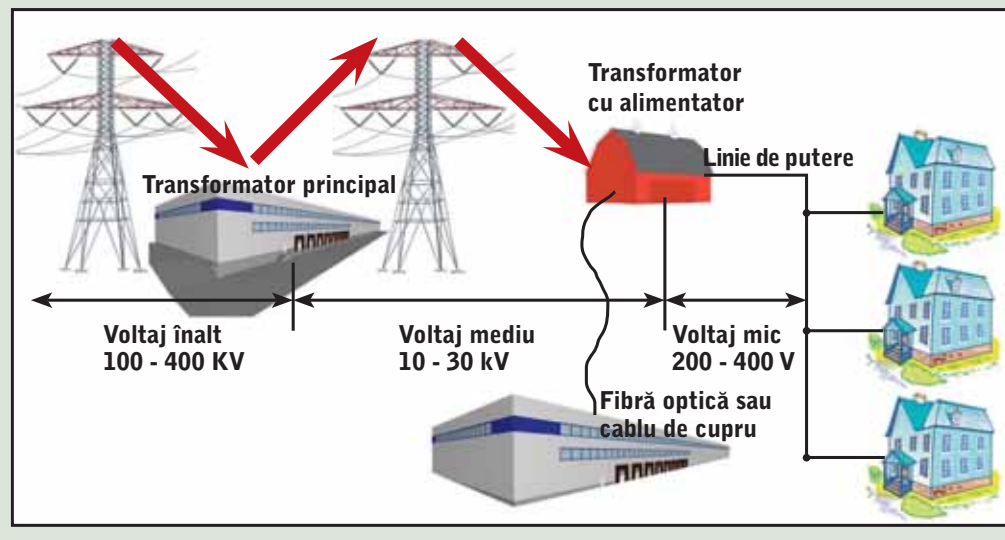 Transformator
cu alimentator
Linie de putere
Transformator principal
Voltaj înalt
100 - 400 KV
Voltaj mediu
10 - 30 kV
Voltaj mic
200 - 400 V
Fibră optică sau
cablu de cupru